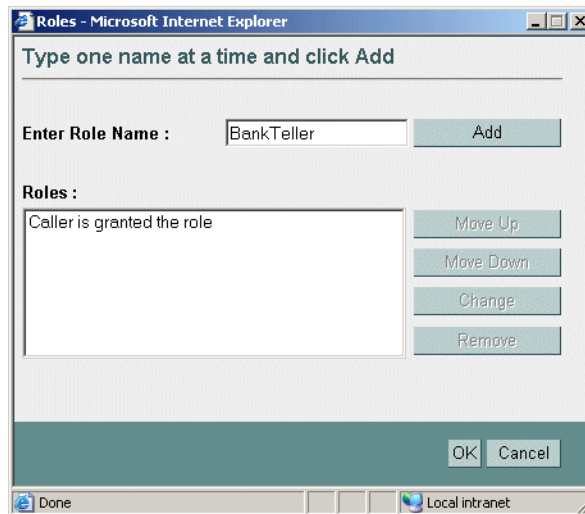 Roles - Microsoft Internet Explorer
Type one name at a time and click Add
Enter Role Name : BankTeller Add
Roles :
Caller is granted the role
Move Up
Move Down
Change
Remove
OK Cancel
Done Local intranet